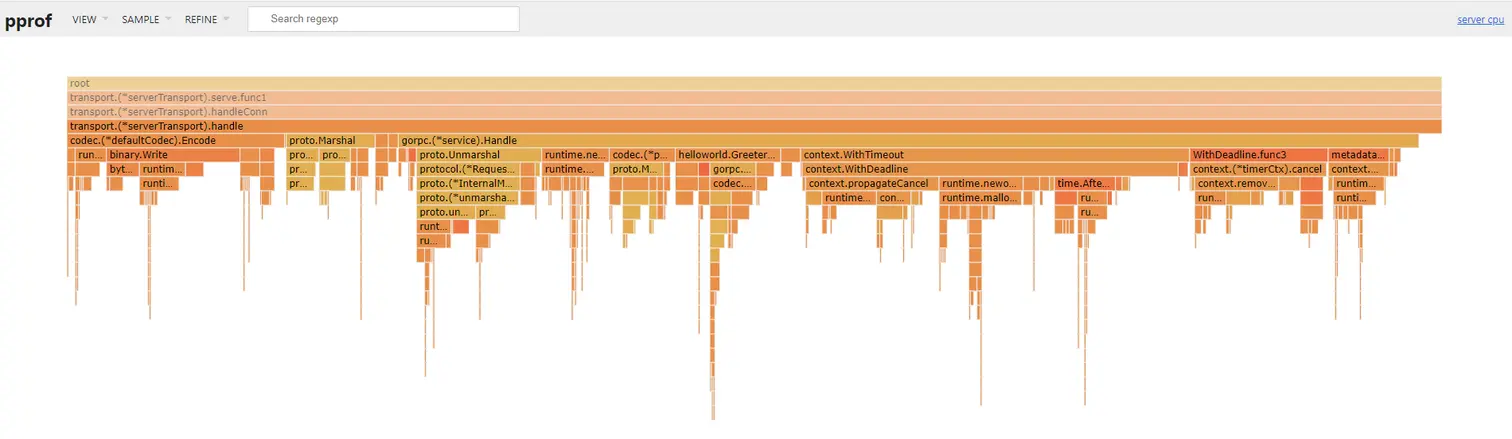 pprof VIEW SAMPLE REFINE Search regexp server cpu
root
transport.(*serverTransport).serve.func1
transport.(*serverTransport).handleConn
transport.(*serverTransport).handle
codec.(*defaultCodec).Encode proto.Marshal gorpc.(*service).Handle
run... binary.Write pro... pro... proto.Unmarshal runtime.ne... codec.(*p... helloworld.Greeter... context.WithTimeout WithDeadline.func3 metadata...
byt... runtim... pr... protocol.(*Reques... runtime.... proto.M... gorpc.... context.WithDeadline context.(*timerCtx).cancel context....
runti... pr... proto.(*InternalM... codec.... context.propagateCancel runtime.newo... time.Afte... context.remov... runtim...
proto.(*unmarsha... runtime... con... runtime.mallo... ru... run... runti...
proto.un... pr... ru...
runt...
ru...